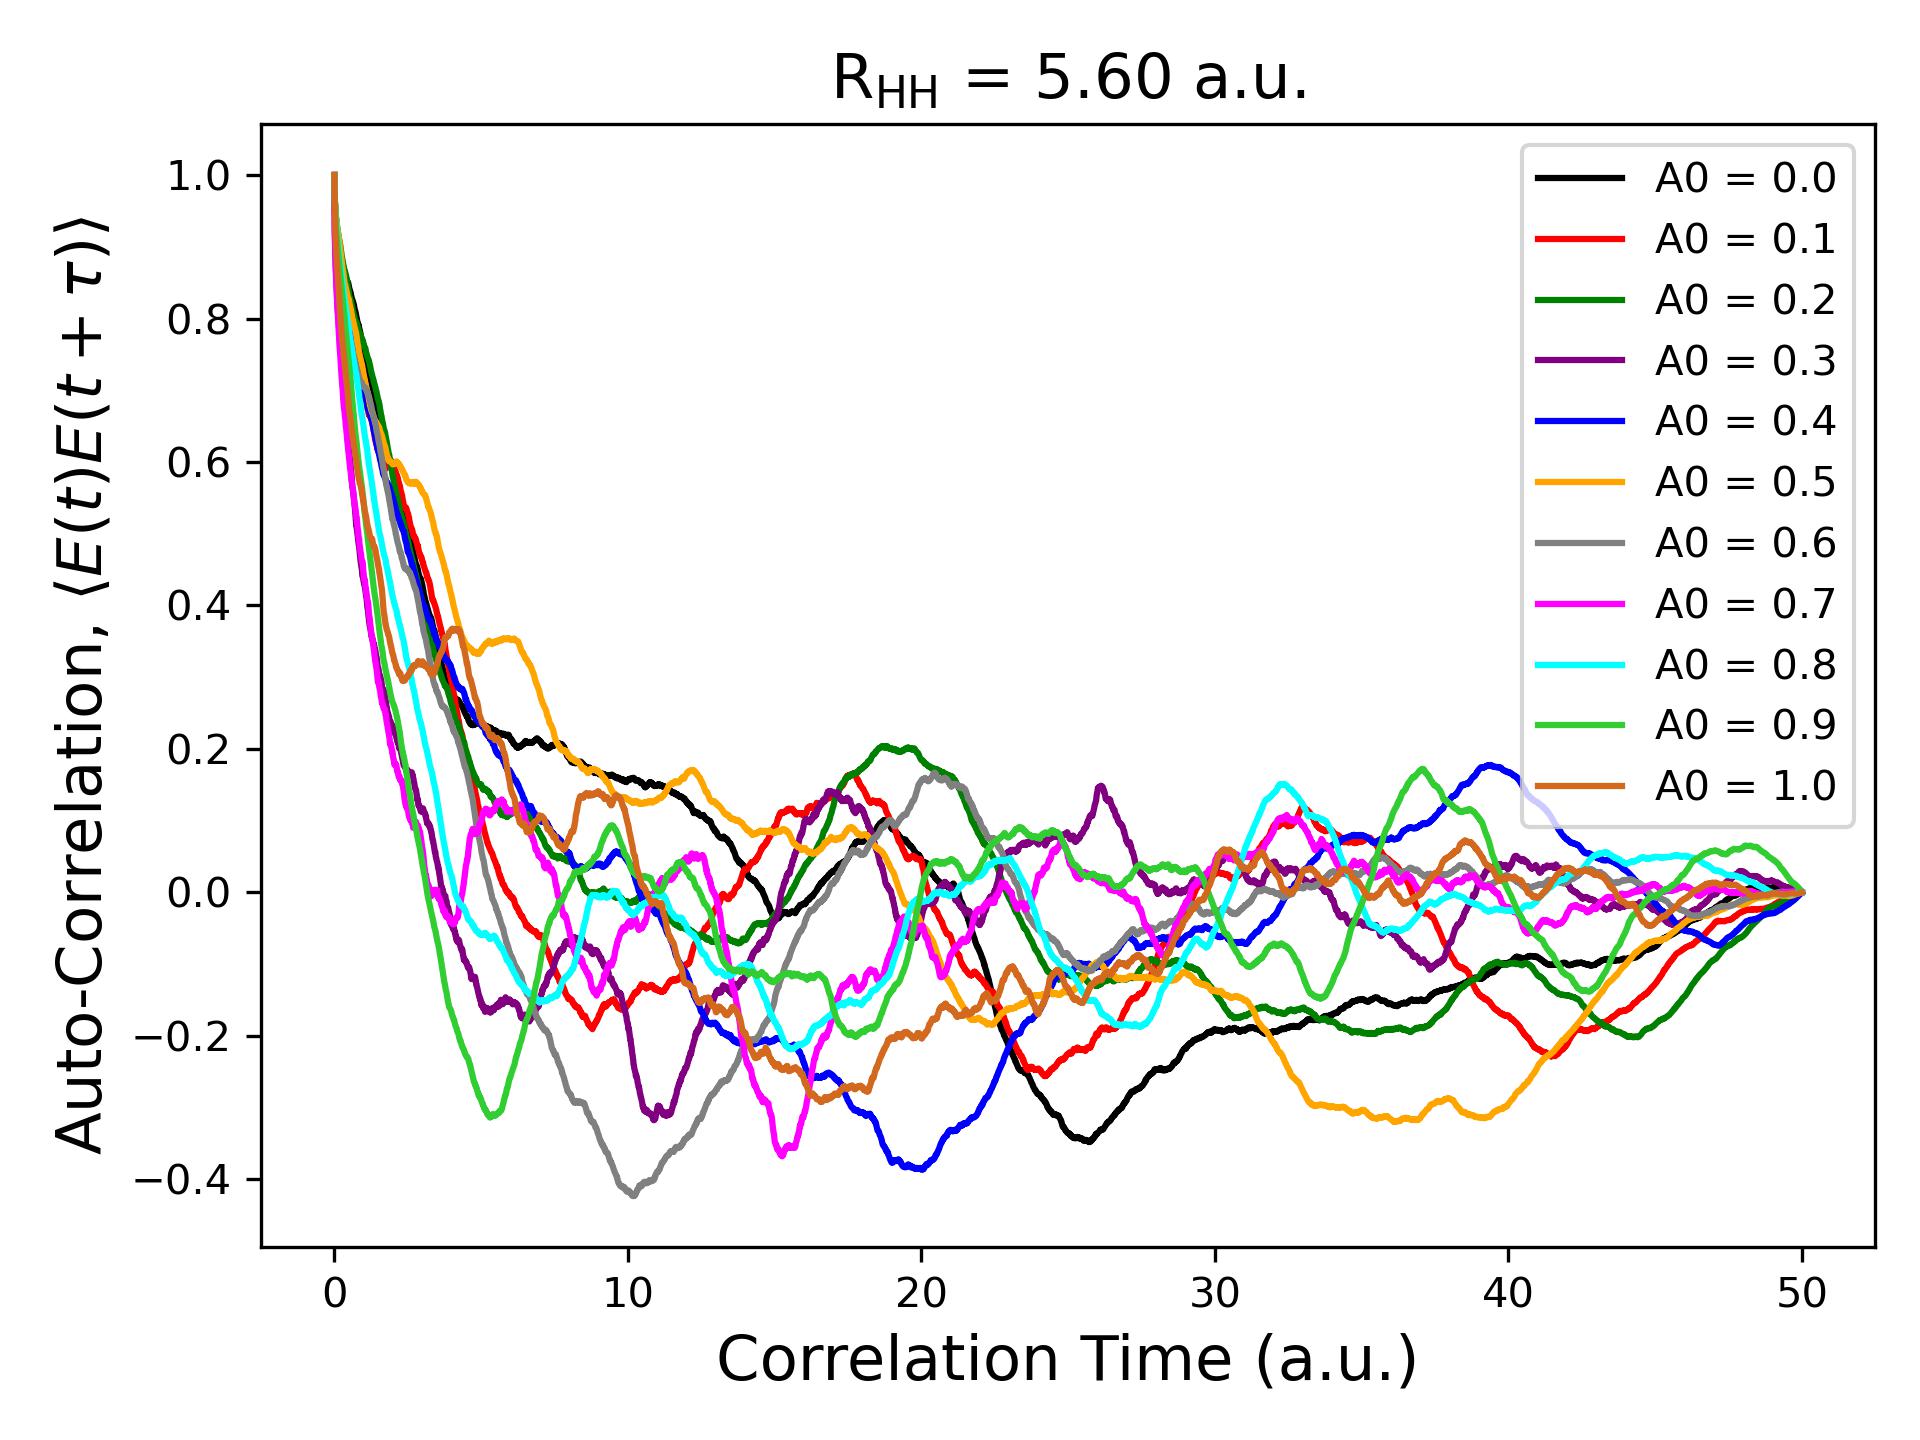 R_HH = 5.60 a.u.
Auto-Correlation, ⟨E(t)E(t + τ)⟩
1.0
0.8
0.6
0.4
0.2
0.0
−0.2
−0.4
A0 = 0.0
A0 = 0.1
A0 = 0.2
A0 = 0.3
A0 = 0.4
A0 = 0.5
A0 = 0.6
A0 = 0.7
A0 = 0.8
A0 = 0.9
A0 = 1.0
0 10 20 30 40 50
Correlation Time (a.u.)